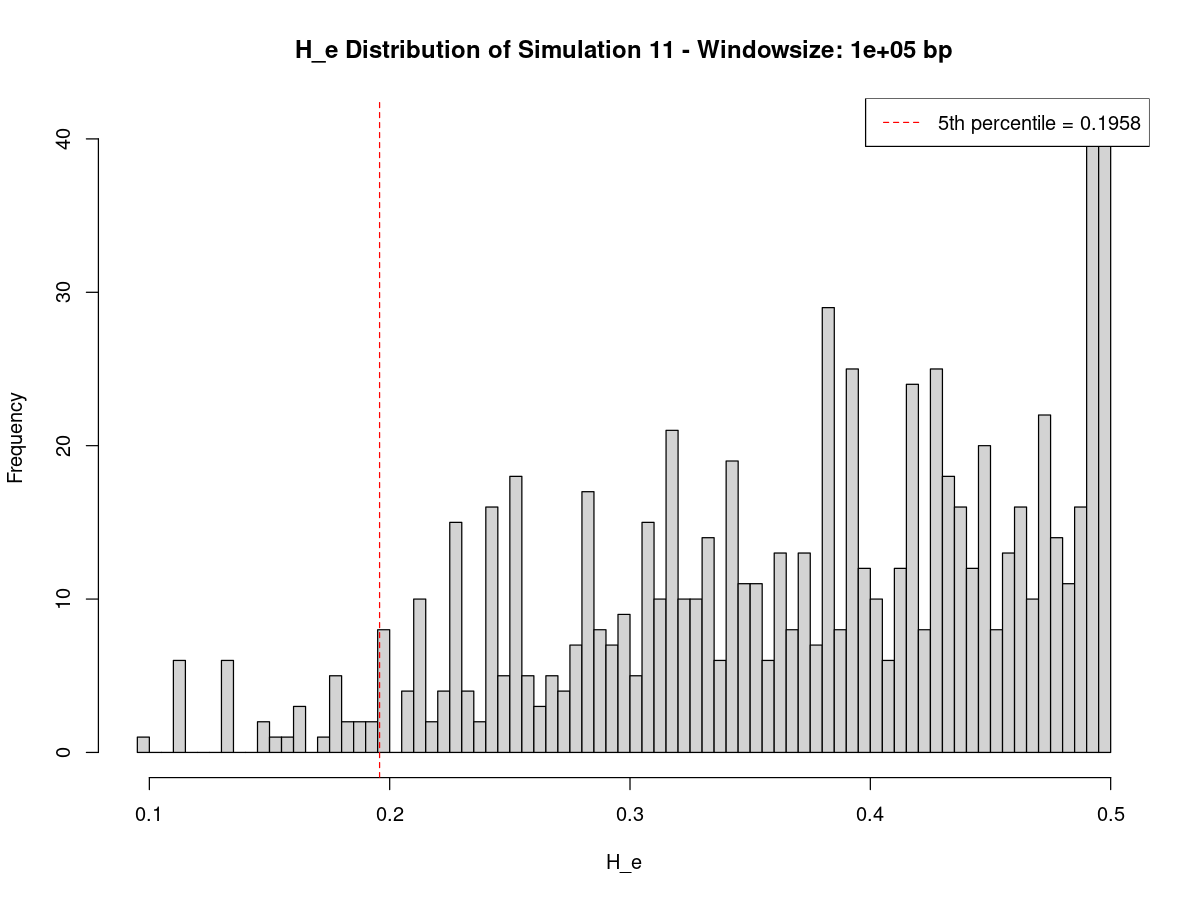 H_e Distribution of Simulation 11 - Windowsize: 1e+05 bp
5th percentile = 0.1958
40
30
20
10
0
Frequency
0.1 0.2 0.3 0.4 0.5
H_e